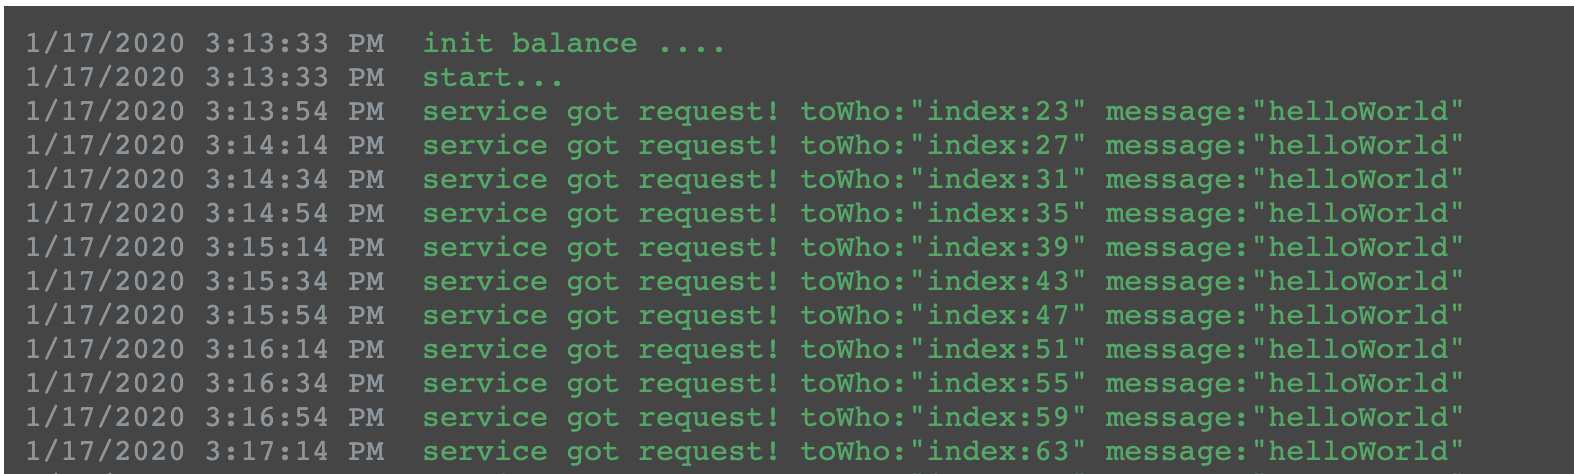 1/17/2020 3:13:33 PM init balance ....
1/17/2020 3:13:33 PM start...
1/17/2020 3:13:54 PM service got request! toWho:"index:23" message:"helloWorld"
1/17/2020 3:14:14 PM service got request! toWho:"index:27" message:"helloWorld"
1/17/2020 3:14:34 PM service got request! toWho:"index:31" message:"helloWorld"
1/17/2020 3:14:54 PM service got request! toWho:"index:35" message:"helloWorld"
1/17/2020 3:15:14 PM service got request! toWho:"index:39" message:"helloWorld"
1/17/2020 3:15:34 PM service got request! toWho:"index:43" message:"helloWorld"
1/17/2020 3:15:54 PM service got request! toWho:"index:47" message:"helloWorld"
1/17/2020 3:16:14 PM service got request! toWho:"index:51" message:"helloWorld"
1/17/2020 3:16:34 PM service got request! toWho:"index:55" message:"helloWorld"
1/17/2020 3:16:54 PM service got request! toWho:"index:59" message:"helloWorld"
1/17/2020 3:17:14 PM service got request! toWho:"index:63" message:"helloWorld"